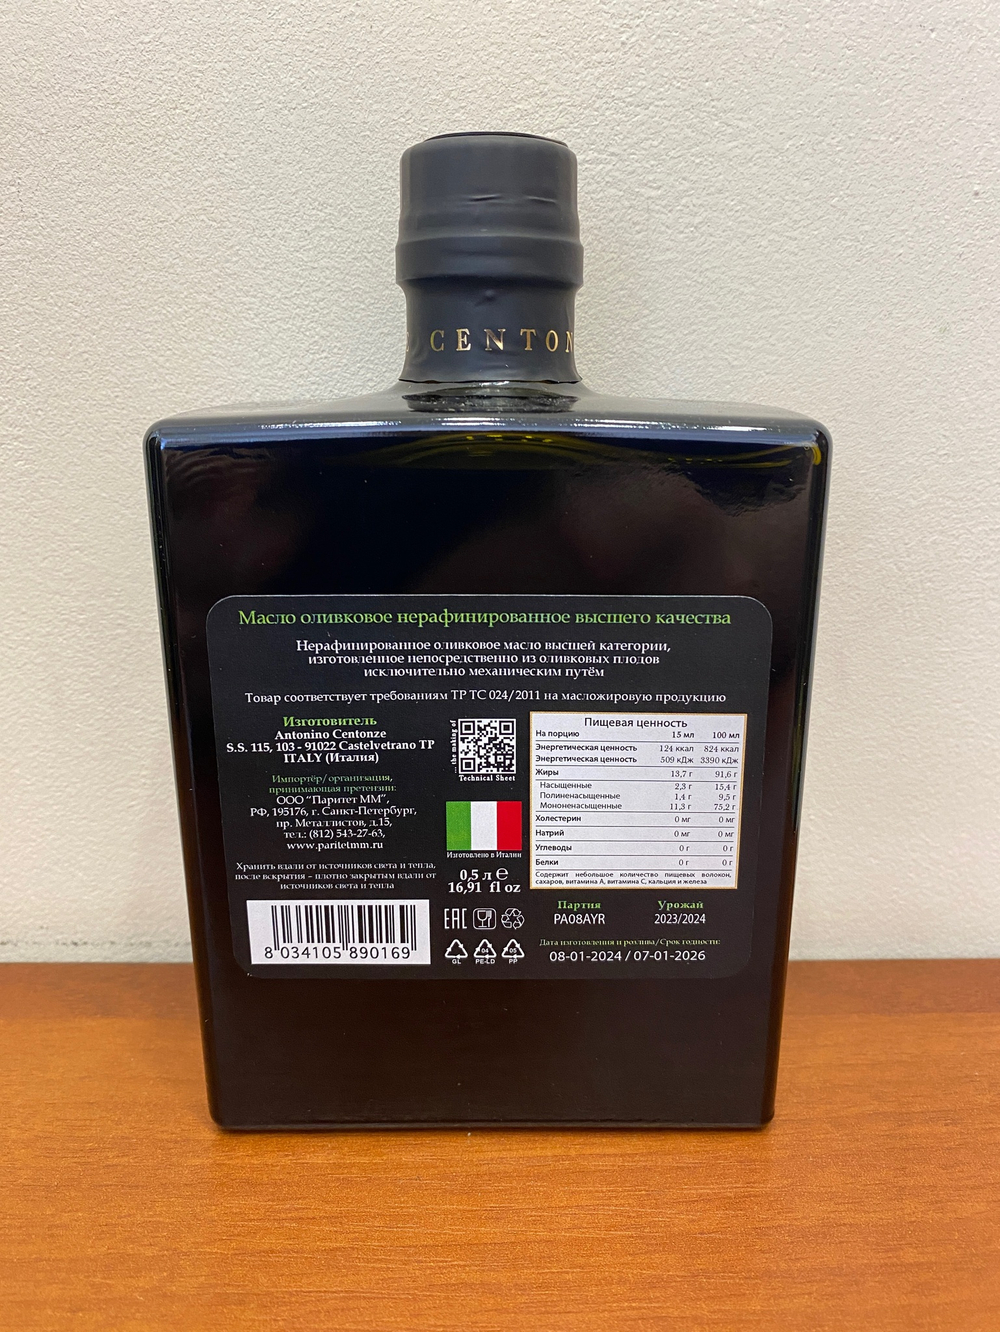 CENTON
Масло оливковое нерафинированное высшего качества
Нерафинированное оливковое масло высшей категории,
изготовленное непосредственно из оливковых плодов
исключительно механическим путём
Товар соответствует требованиям ТР ТС 024/2011 на масложировую продукцию
Изготовитель
Antonino Centonze
S.S. 115, 103 - 91022 Castelvetrano TP
ITALY (Италия)
Импортёр/организация,
принимающая претензии:
ООО "Паритет ММ",
РФ, 195176, г. Санкт-Петербург,
пр. Металлистов, д.15,
тел.: (812) 543-27-63,
www.paritetmm.ru
Хранить вдали от источников света и тепла,
после вскрытия – плотно закрытым вдали от
источников света и тепла
8 034105 890169
... the making of
Technical Sheet
Изготовлено в Италии
0,5 л ℮
16,91 fl oz
EAC
GL
04
PE-LD
05
PP
Пищевая ценность
На порцию 15 мл 100 мл
Энергетическая ценность 124 ккал 824 ккал
Энергетическая ценность 509 кДж 3390 кДж
Жиры 13,7 г 91,6 г
Насыщенные 2,3 г 15,4 г
Полиненасыщенные 1,4 г 9,5 г
Мононенасыщенные 11,3 г 75,2 г
Холестерин 0 мг 0 мг
Натрий 0 мг 0 мг
Углеводы 0 г 0 г
Белки 0 г 0 г
Содержит небольшое количество пищевых волокон,
сахаров, витамина А, витамина С, кальция и железа
Партия Урожай
PA08AYR 2023/2024
Дата изготовления и розлива/Срок годности:
08-01-2024 / 07-01-2026